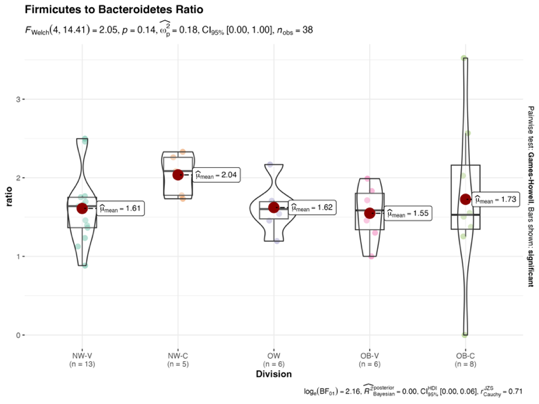 Firmicutes to Bacteroidetes Ratio
F_Welch(4, 14.41) = 2.05, p = 0.14, ω̂²_p = 0.18, CI_95% [0.00, 1.00], n_obs = 38
3
2
1
0
ratio
μ̂_mean = 1.61
μ̂_mean = 2.04
μ̂_mean = 1.62
μ̂_mean = 1.55
μ̂_mean = 1.73
Pairwise test: Games-Howell, Bars shown: significant
NW-V
(n = 13)
NW-C
(n = 5)
OW
(n = 6)
OB-V
(n = 6)
OB-C
(n = 8)
Division
log_e(BF_01) = 2.16, R̂²_Bayesian^posterior = 0.00, CI_95%^HDI [0.00, 0.06], r_Cauchy^JZS = 0.71